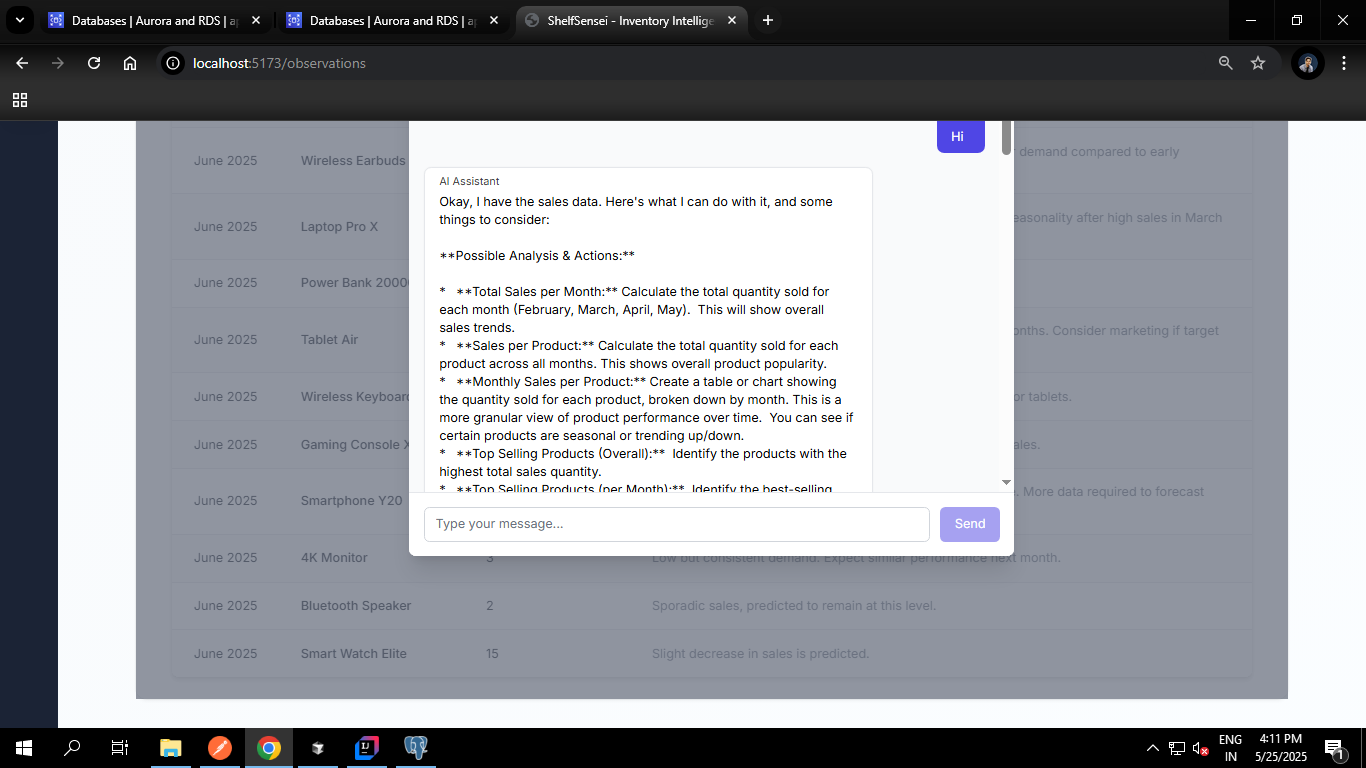 Databases | Aurora and RDS | a
Databases | Aurora and RDS | a
ShelfSensei - Inventory Intellige
localhost:5173/observations
Hi
June 2025 Wireless Earbuds demand compared to early
AI Assistant
Okay, I have the sales data. Here's what I can do with it, and some
things to consider:
June 2025 Laptop Pro X easonality after high sales in March
**Possible Analysis & Actions:**
June 2025 Power Bank 2000
* **Total Sales per Month:** Calculate the total quantity sold for
each month (February, March, April, May).  This will show overall
sales trends.
June 2025 Tablet Air onths. Consider marketing if target
* **Sales per Product:** Calculate the total quantity sold for each
product across all months. This shows overall product popularity.
* **Monthly Sales per Product:** Create a table or chart showing
the quantity sold for each product, broken down by month. This is a
more granular view of product performance over time.  You can see if
certain products are seasonal or trending up/down.
June 2025 Wireless Keyboard or tablets.
June 2025 Gaming Console X ales.
* **Top Selling Products (Overall):**  Identify the products with the
highest total sales quantity.
* **Top Selling Products (per Month):**  Identify the best-selling
June 2025 Smartphone Y20 . More data required to forecast
Type your message...
Send
June 2025 4K Monitor 3 Low but consistent demand. Expect similar performance next month.
June 2025 Bluetooth Speaker 2 Sporadic sales, predicted to remain at this level.
June 2025 Smart Watch Elite 15 Slight decrease in sales is predicted.
ENG
IN
4:11 PM
5/25/2025
1